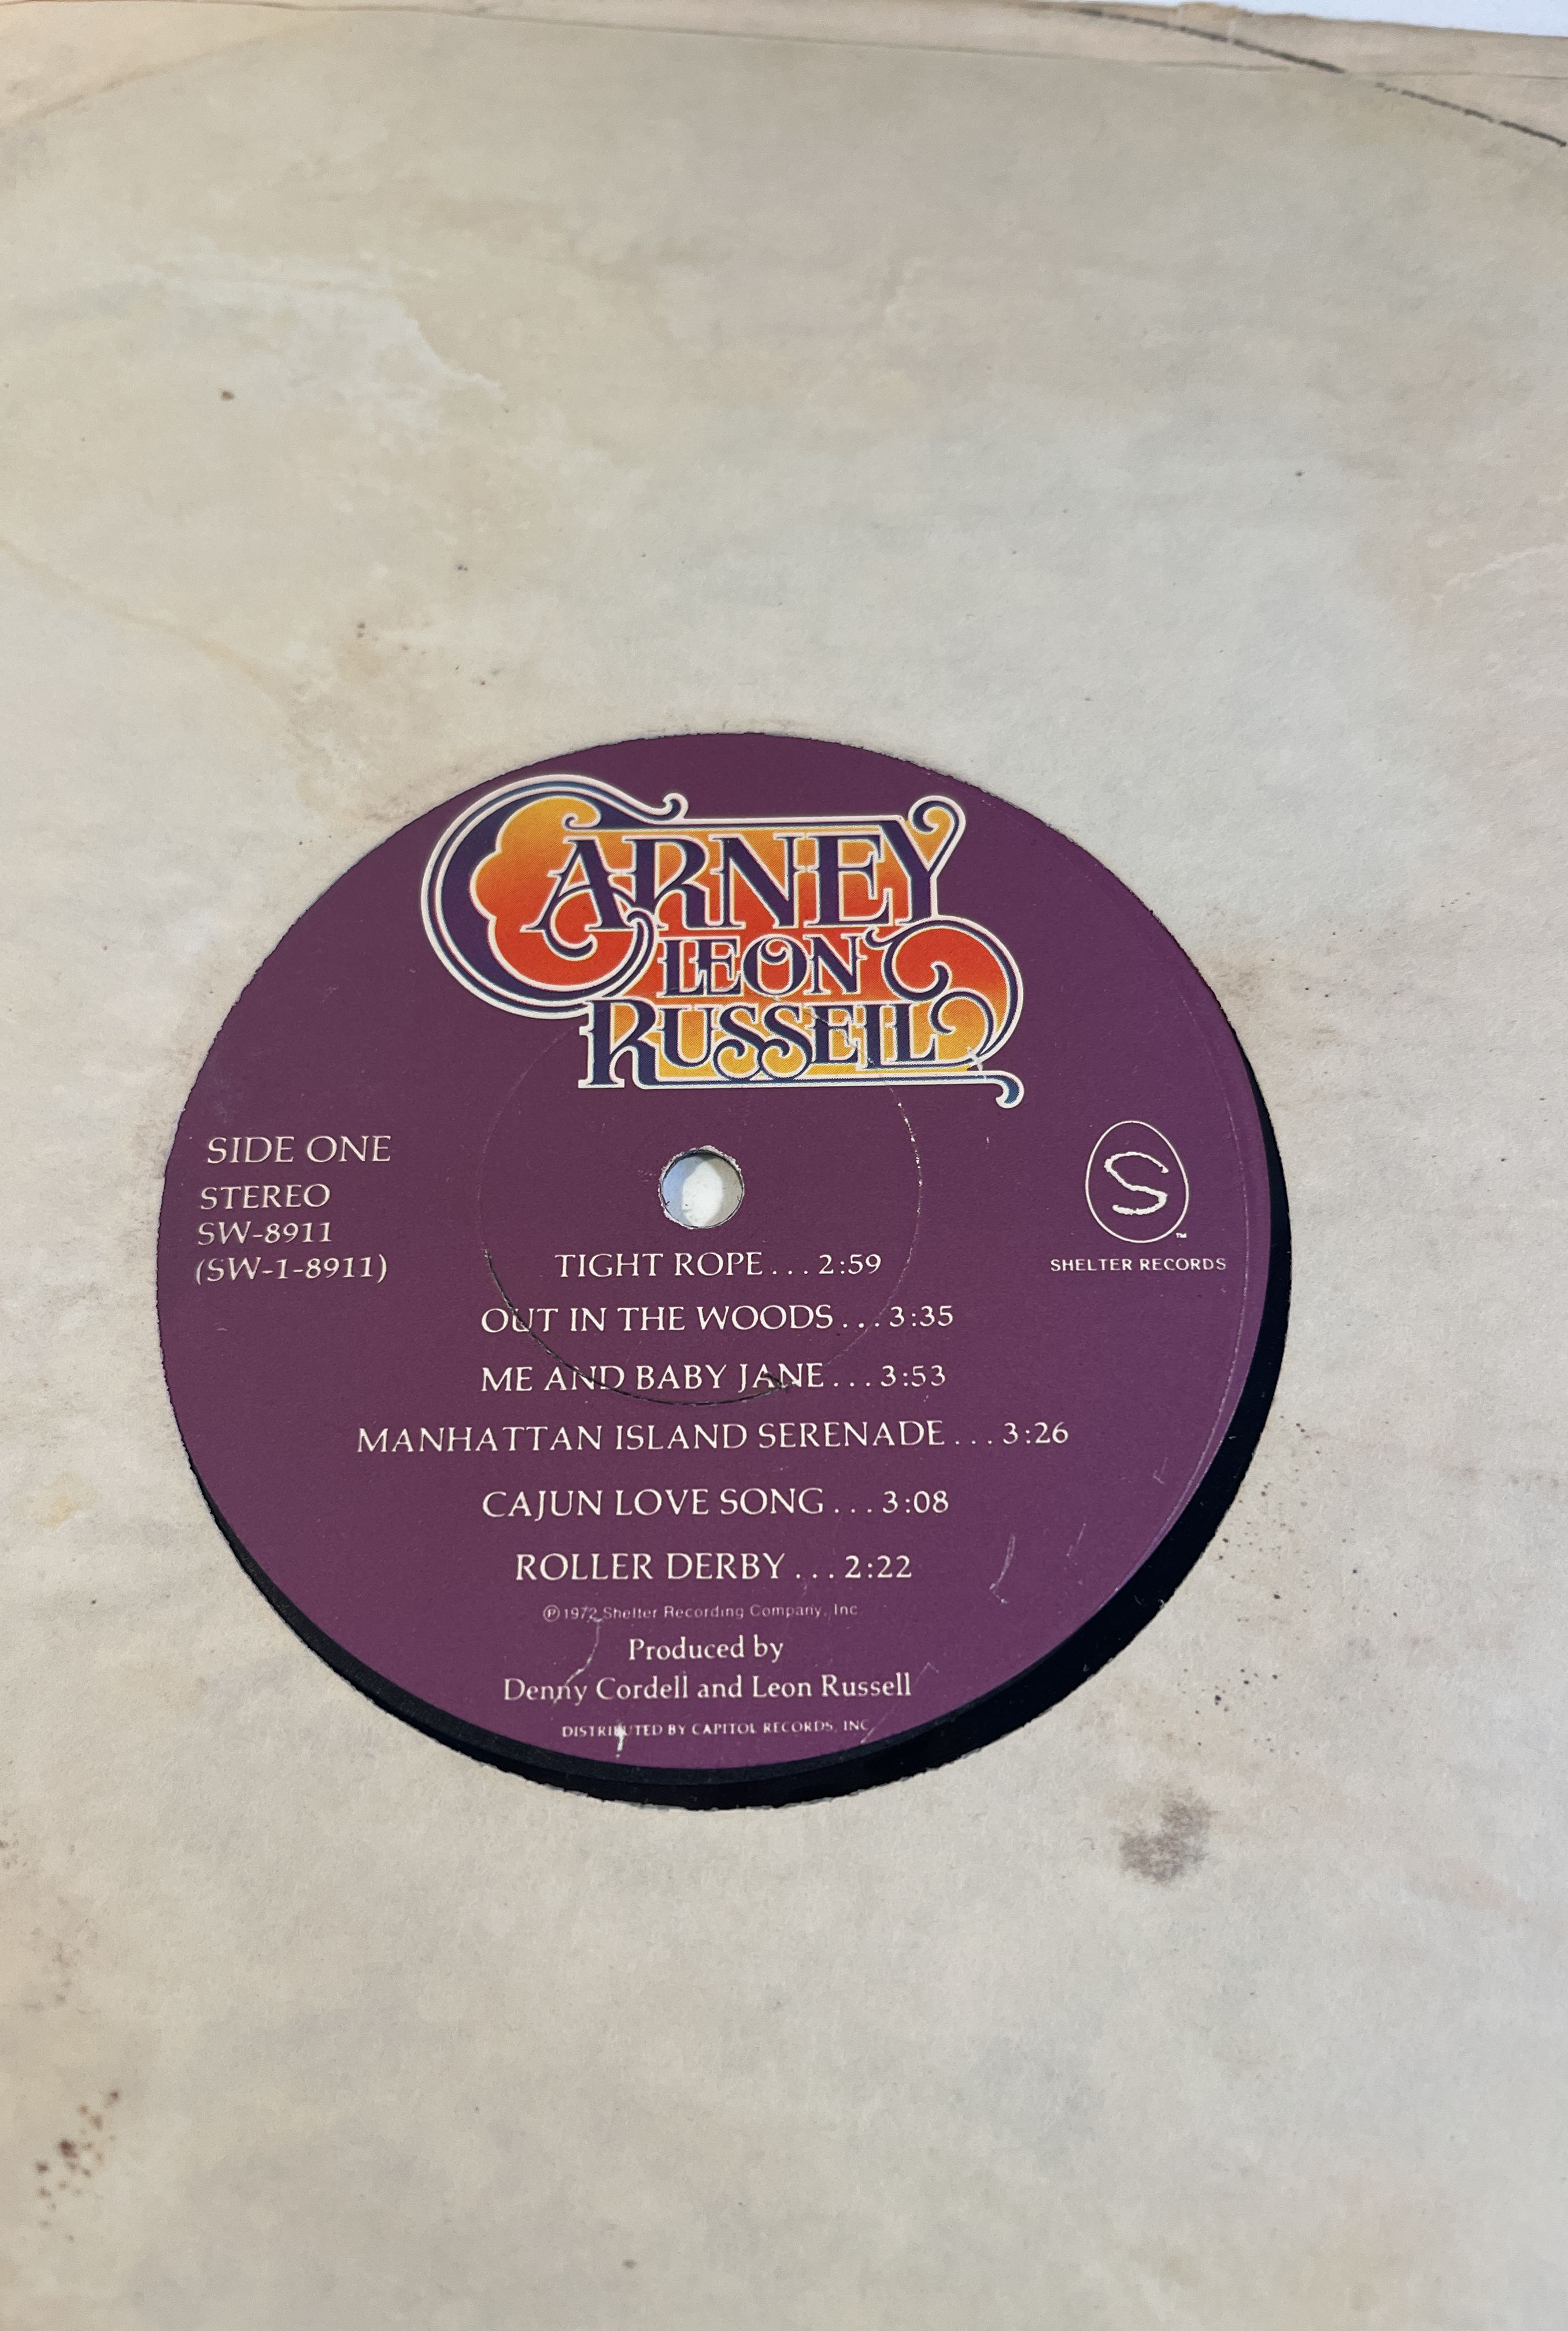 CARNEY
LEON
RUSSELL
SIDE ONE
STEREO
SW-8911
(SW-1-8911)
S
TM
SHELTER RECORDS
TIGHT ROPE...2:59
OUT IN THE WOODS...3:35
ME AND BABY JANE...3:53
MANHATTAN ISLAND SERENADE...3:26
CAJUN LOVE SONG...3:08
ROLLER DERBY...2:22
℗1972 Shelter Recording Company, Inc
Produced by
Denny Cordell and Leon Russell
DISTRIBUTED BY CAPITOL RECORDS, INC